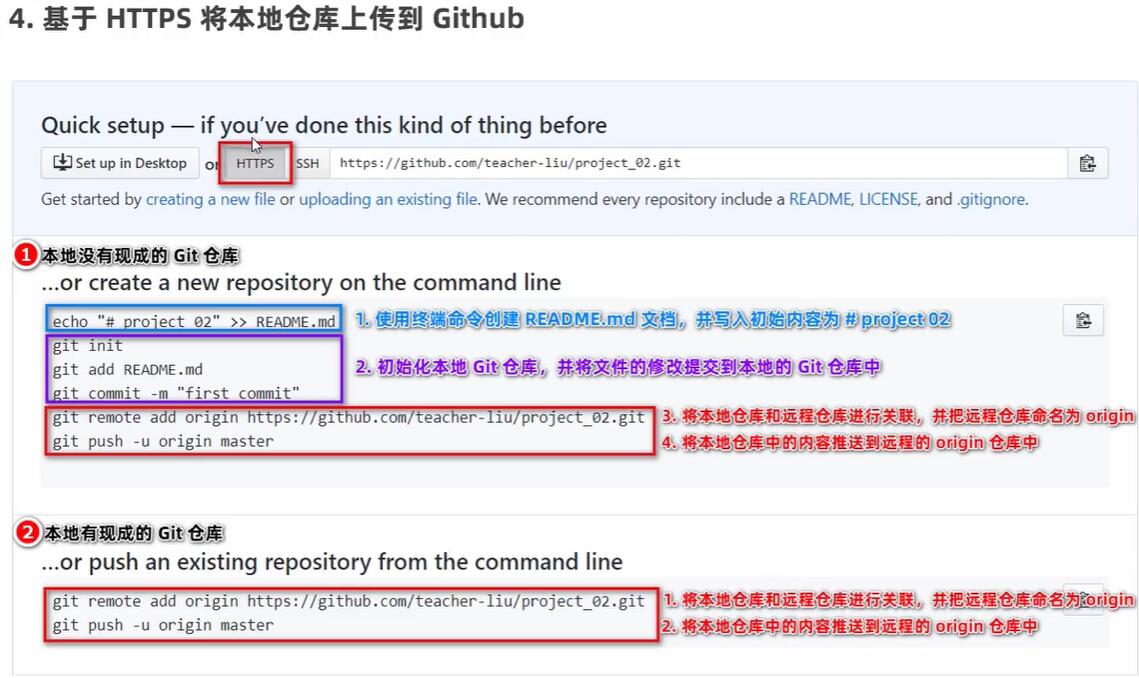 4. 基于 HTTPS 将本地仓库上传到 Github
Quick setup — if you've done this kind of thing before
Set up in Desktop or HTTPS SSH https://github.com/teacher-liu/project_02.git
Get started by creating a new file or uploading an existing file. We recommend every repository include a README, LICENSE, and .gitignore.
1 本地没有现成的 Git 仓库
...or create a new repository on the command line
echo "# project_02" >> README.md 1. 使用终端命令创建 README.md 文档，并写入初始内容为 # project 02
git init
git add README.md 2. 初始化本地 Git 仓库，并将文件的修改提交到本地的 Git 仓库中
git commit -m "first commit"
git remote add origin https://github.com/teacher-liu/project_02.git 3. 将本地仓库和远程仓库进行关联，并把远程仓库命名为 origin
git push -u origin master 4. 将本地仓库中的内容推送到远程的 origin 仓库中
2 本地有现成的 Git 仓库
...or push an existing repository from the command line
git remote add origin https://github.com/teacher-liu/project_02.git 1. 将本地仓库和远程仓库进行关联，并把远程仓库命名为 origin
git push -u origin master 2. 将本地仓库中的内容推送到远程的 origin 仓库中